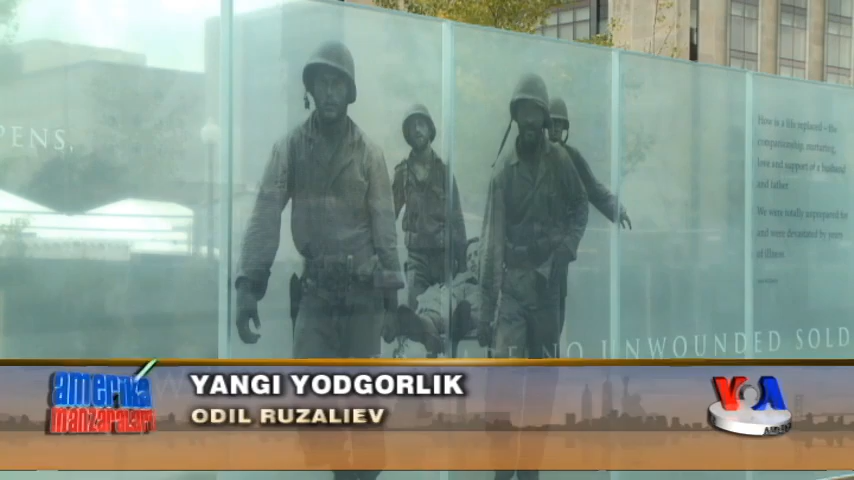 PENS,
How is a life replaced – the
companionship, nurturing,
love and support of a husband
and father.
We were totally unprepared for
and were devastated by years
of illness.
NO UNWOUNDED SOLD
amerika
manzaralari
YANGI YODGORLIK
ODIL RUZALIEV
VOA